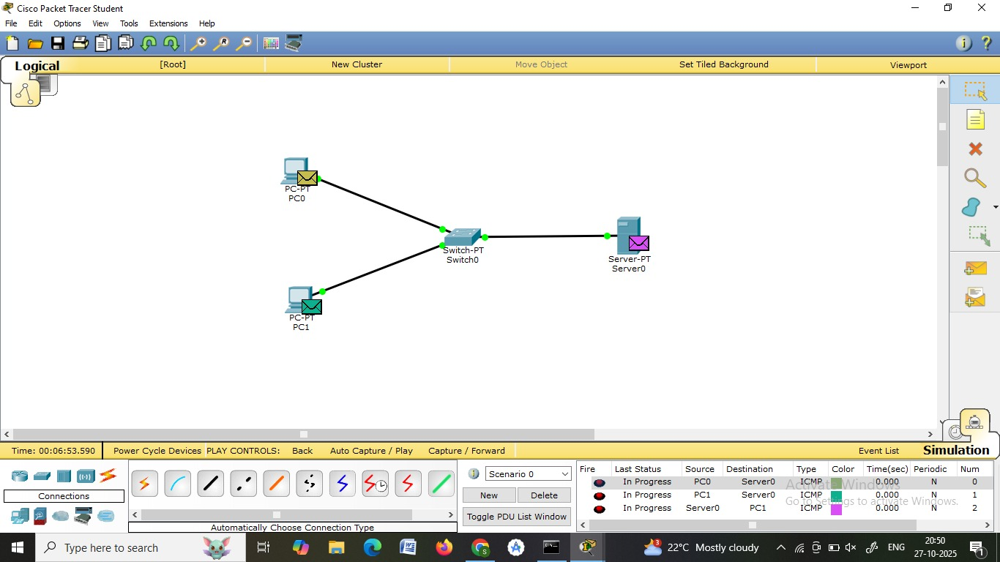 Cisco Packet Tracer Student
File Edit Options View Tools Extensions Help
Logical [Root] New Cluster Move Object Set Tiled Background Viewport
PC-PT
PC0
Switch-PT
Switch0
Server-PT
Server0
PC-PT
PC1
Time: 00:06:53.590 Power Cycle Devices PLAY CONTROLS: Back Auto Capture / Play Capture / Forward Event List Simulation
Connections
Automatically Choose Connection Type
Scenario 0
New Delete
Toggle PDU List Window
Fire Last Status Source Destination Type Color Time(sec) Periodic Num
In Progress PC0 Server0 ICMP 0.000 N 0
In Progress PC1 Server0 ICMP 0.000 N 1
In Progress Server0 PC1 ICMP 0.000 N 2
Activate Windows
Go to Settings to activate Windows.
Type here to search
3
22°C Mostly cloudy
ENG
20:50
27-10-2025
1